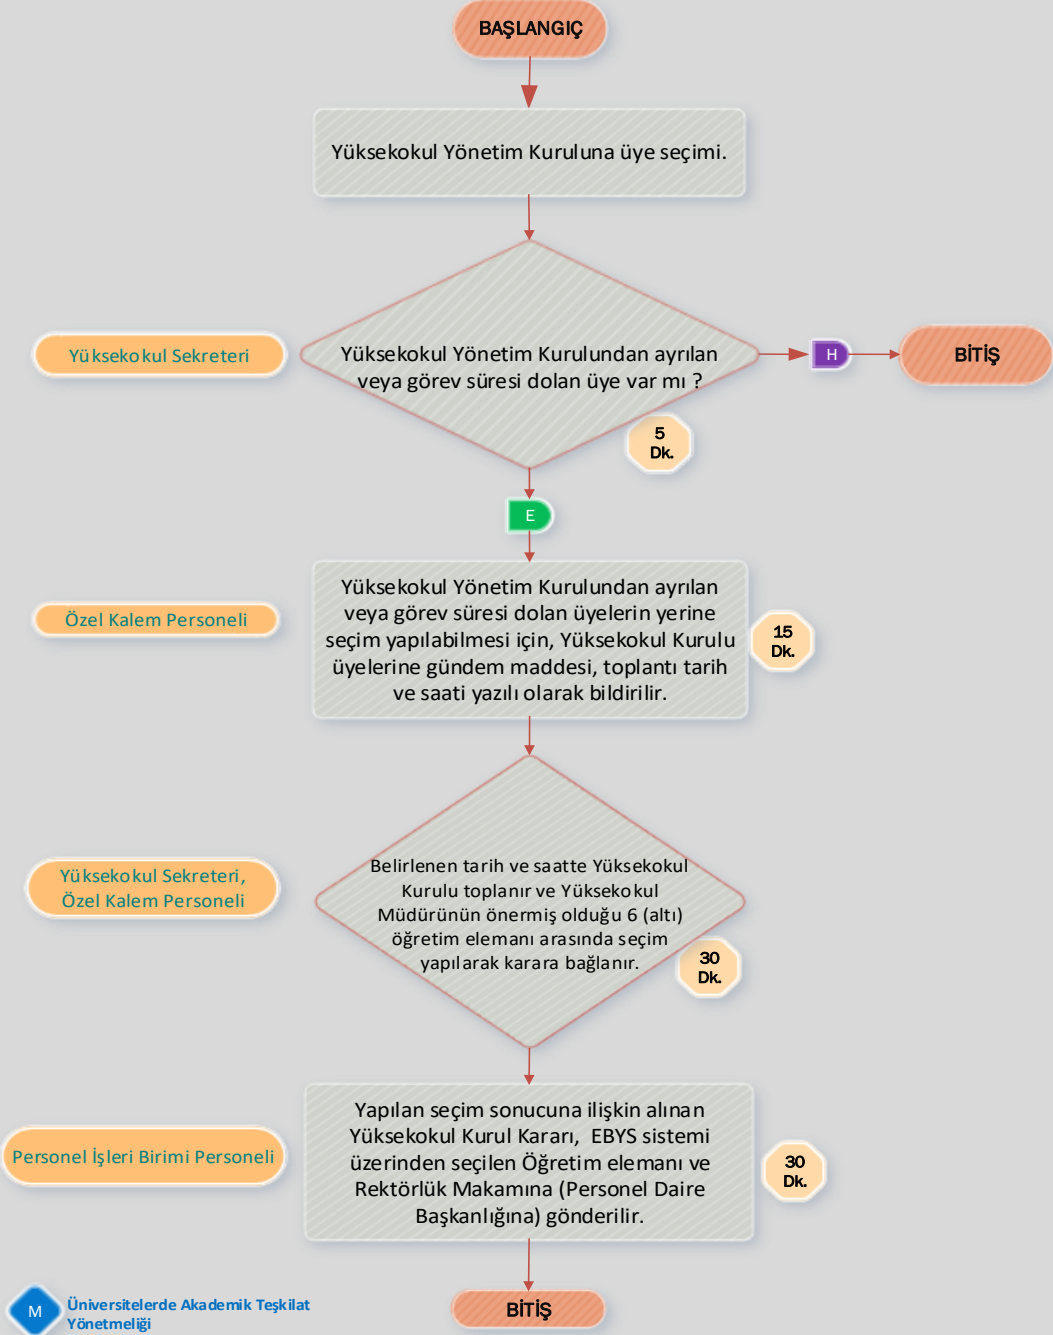 BAŞLANGIÇ
Yüksekokul Yönetim Kuruluna üye seçimi.
Yüksekokul Sekreteri
Yüksekokul Yönetim Kurulundan ayrılan
veya görev süresi dolan üye var mı ?
H
BİTİŞ
5
Dk.
E
Özel Kalem Personeli
Yüksekokul Yönetim Kurulundan ayrılan
veya görev süresi dolan üyelerin yerine
seçim yapılabilmesi için, Yüksekokul Kurulu
üyelerine gündem maddesi, toplantı tarih
ve saati yazılı olarak bildirilir.
15
Dk.
Yüksekokul Sekreteri,
Özel Kalem Personeli
Belirlenen tarih ve saatte Yüksekokul
Kurulu toplanır ve Yüksekokul
Müdürünün önermiş olduğu 6 (altı)
öğretim elemanı arasında seçim
yapılarak karara bağlanır.
30
Dk.
Personel İşleri Birimi Personeli
Yapılan seçim sonucuna ilişkin alınan
Yüksekokul Kurul Kararı, EBYS sistemi
üzerinden seçilen Öğretim elemanı ve
Rektörlük Makamına (Personel Daire
Başkanlığına) gönderilir.
30
Dk.
BİTİŞ
M
Üniversitelerde Akademik Teşkilat
Yönetmeliği